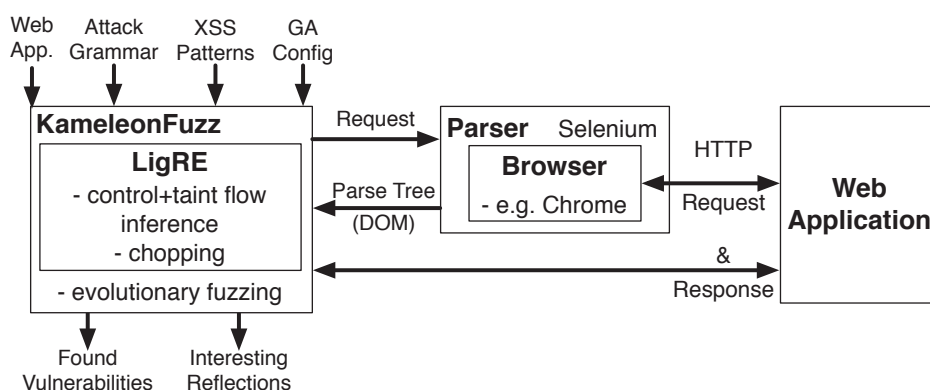 Web
App.
Attack
Grammar
XSS
Patterns
GA
Config
KameleonFuzz
LigRE
- control+taint flow
inference
- chopping
- evolutionary fuzzing
Request
Parse Tree
(DOM)
Parser
Selenium
Browser
- e.g. Chrome
HTTP
Request
&
Response
Web
Application
Found
Vulnerabilities
Interesting
Reflections